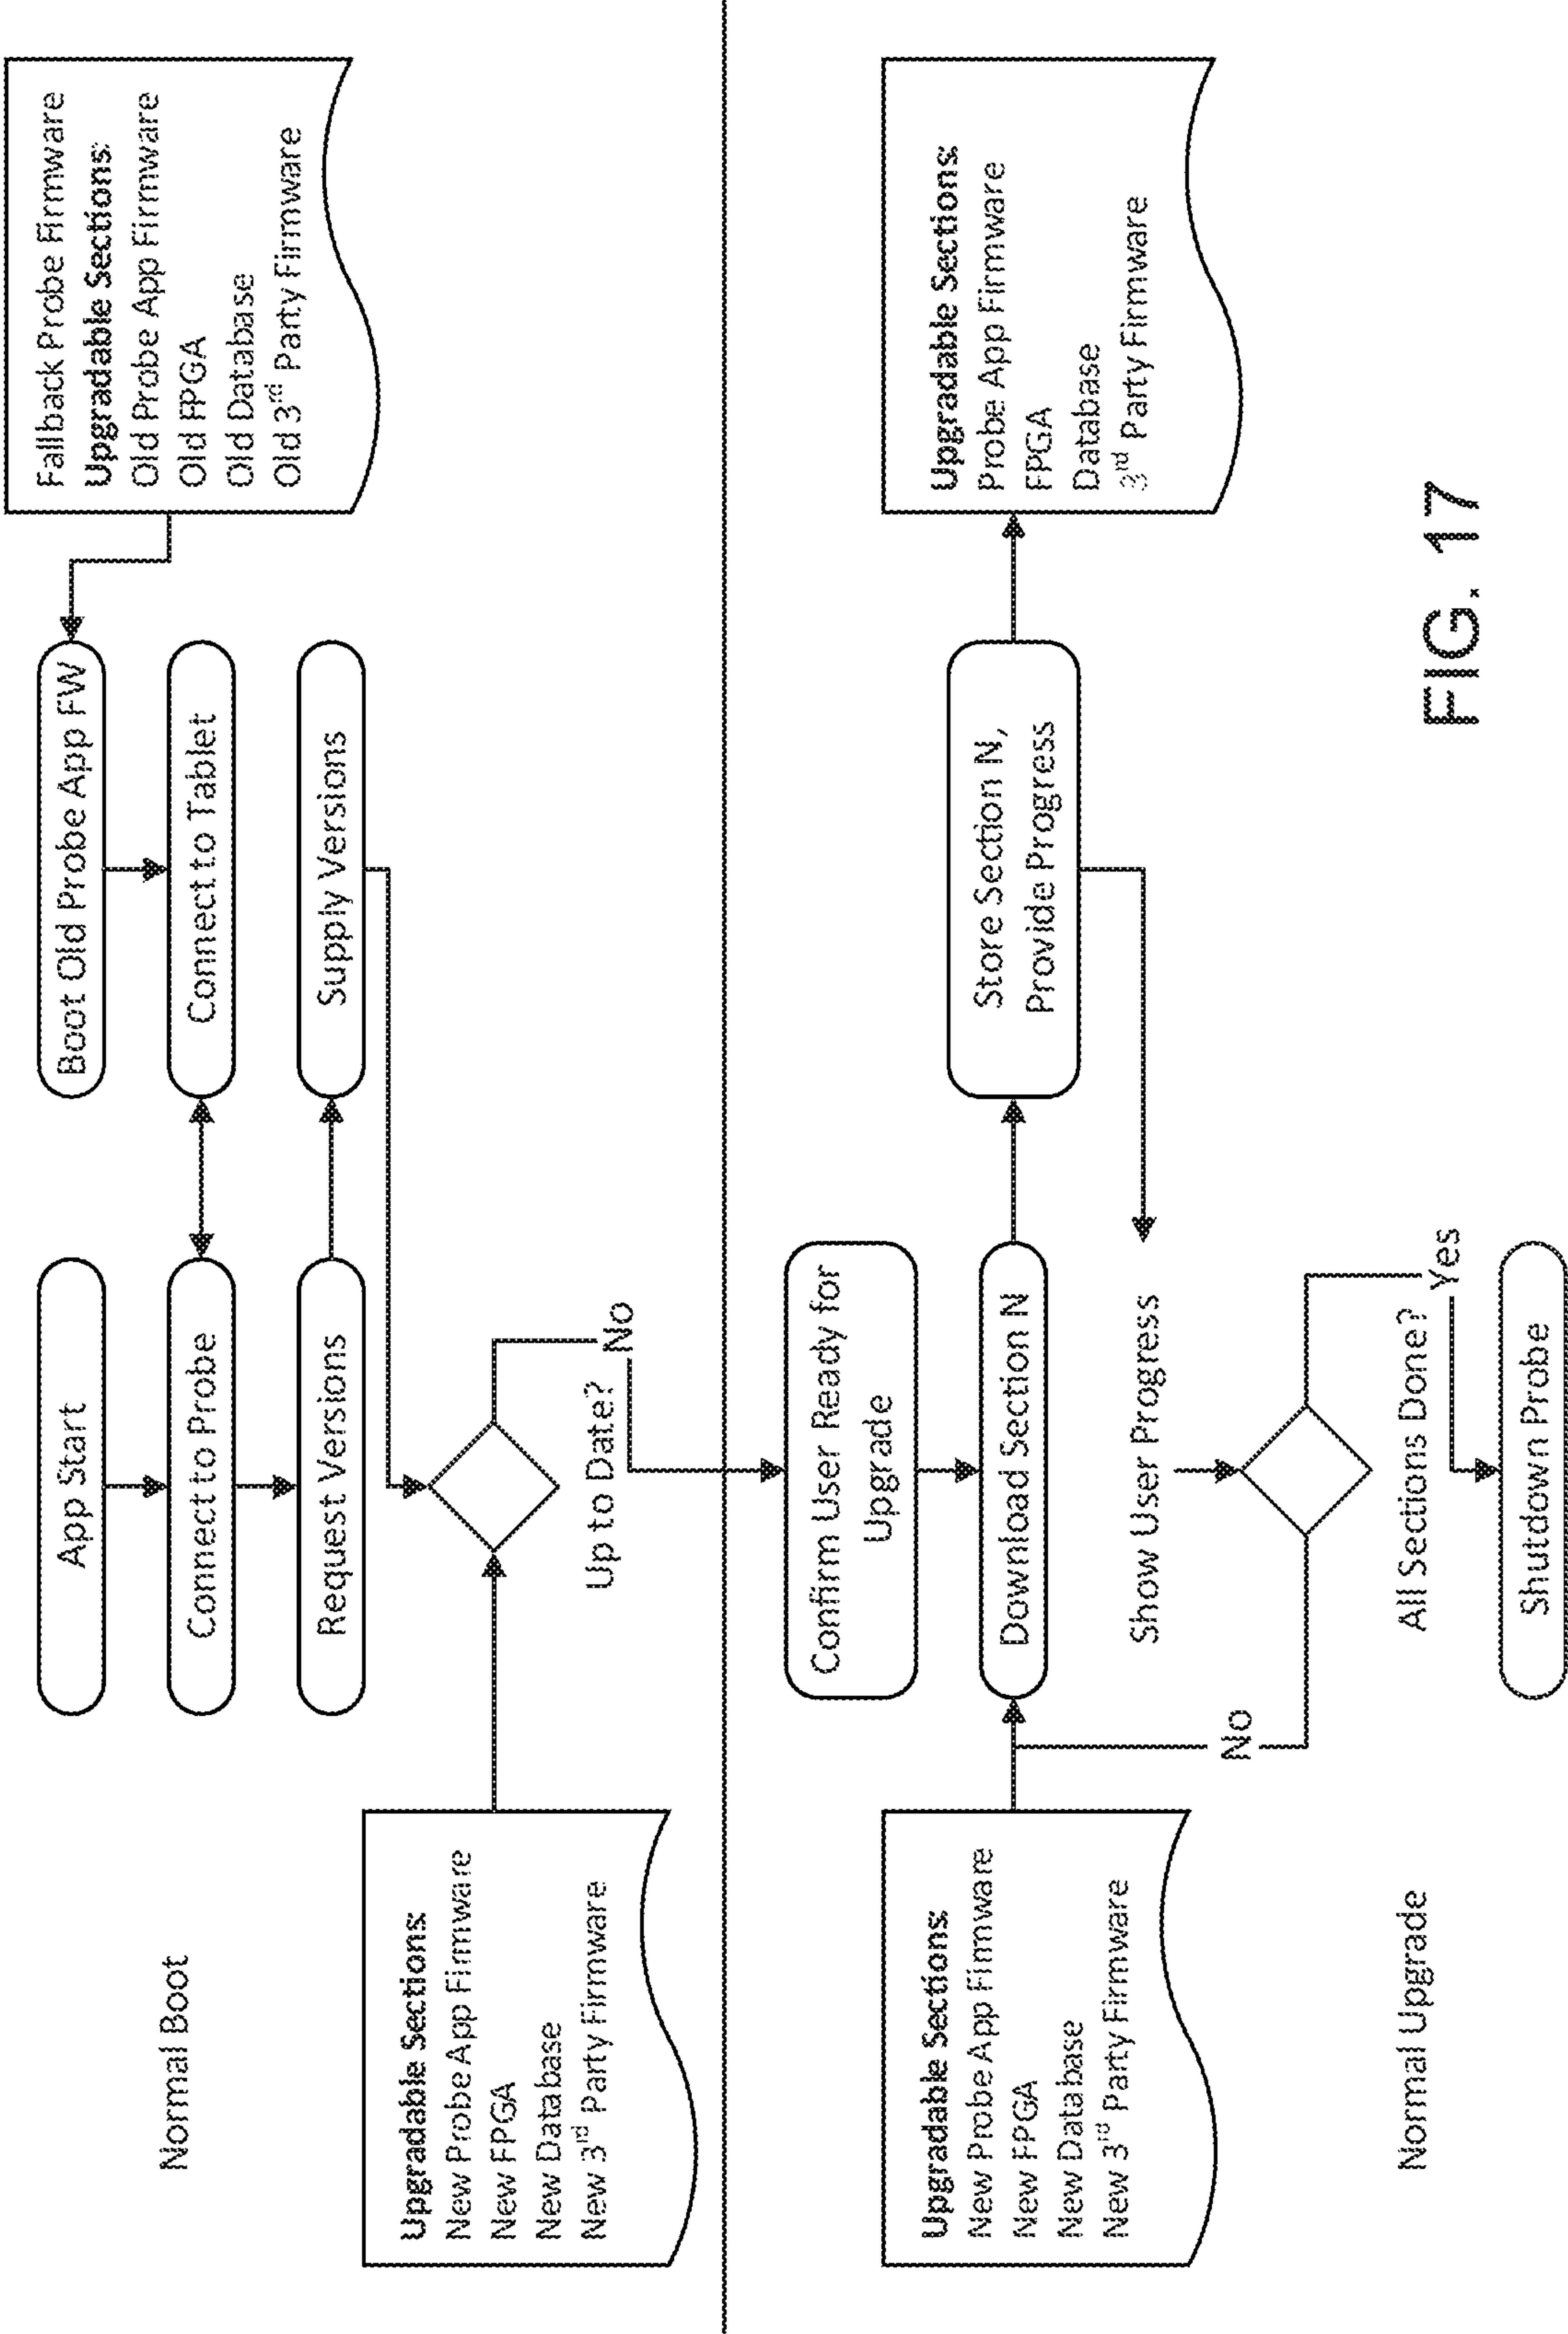 Normal Boot
App Start
Connect to Probe
Request Versions
Boot Old Probe App FW
Connect to Tablet
Supply Versions
Fallback Probe Firmware
Upgradable Sections:
Old Probe App Firmware
Old FPGA
Old Database
Old 3rd Party Firmware
Upgradable Sections:
New Probe App Firmware
New FPGA
New Database
New 3rd Party Firmware
Up to Date?
No
Confirm User Ready for
Upgrade
Download Section N
Store Section N,
Provide Progress
Upgradable Sections:
Probe App Firmware
FPGA
Database
3rd Party Firmware
Upgradable Sections:
New Probe App Firmware
New FPGA
New Database
New 3rd Party Firmware
Show User Progress
No
All Sections Done?
Yes
Shutdown Probe
Normal Upgrade
FIG. 17